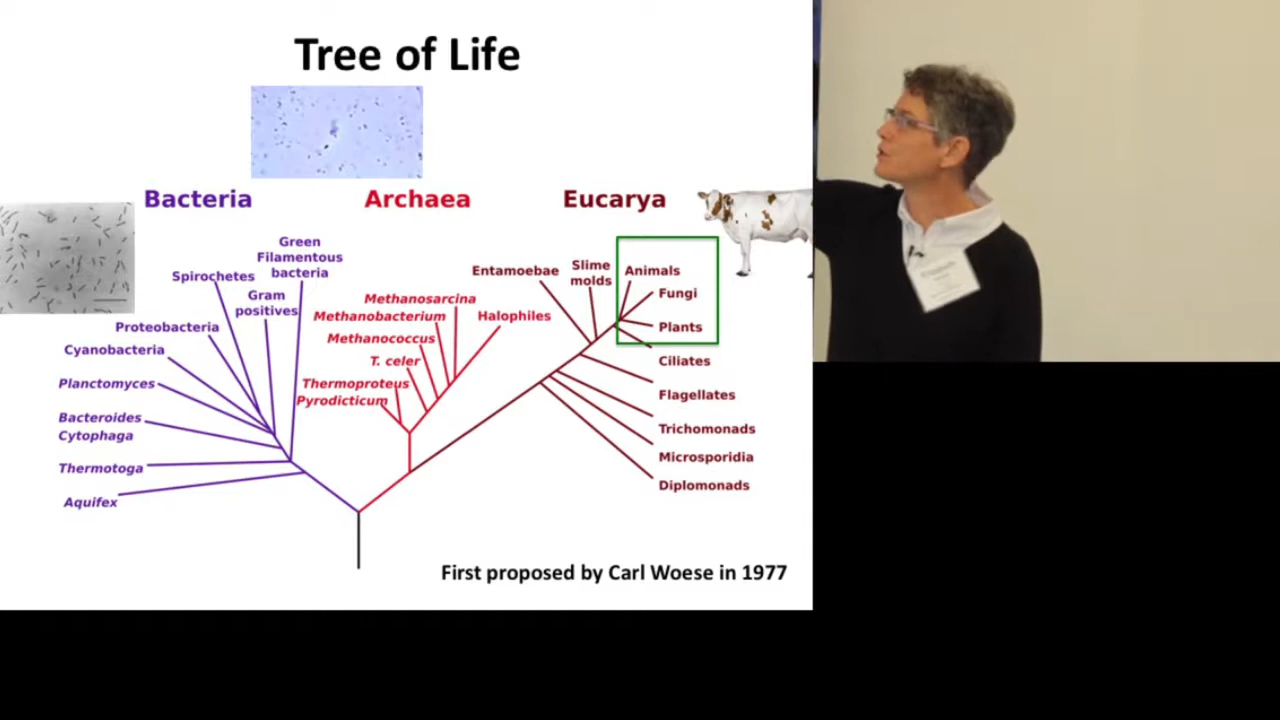 Tree of Life
Bacteria
Archaea
Eucarya
Green
Filamentous
bacteria
Spirochetes
Gram
positives
Proteobacteria
Cyanobacteria
Planctomyces
Bacteroides
Cytophaga
Thermotoga
Aquifex
Methanosarcina
Methanobacterium
Halophiles
Methanococcus
T. celer
Thermoproteus
Pyrodicticum
Entamoebae
Slime
molds
Animals
Fungi
Plants
Ciliates
Flagellates
Trichomonads
Microsporidia
Diplomonads
First proposed by Carl Woese in 1977